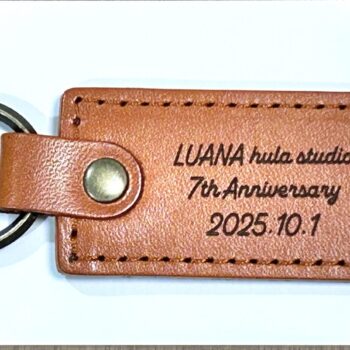 LUANA hula studio
7th Anniversary
2025.10.1